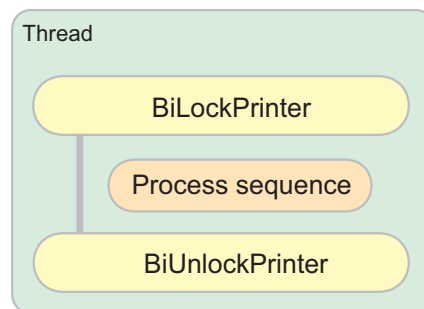 Thread
BiLockPrinter
Process sequence
BiUnlockPrinter